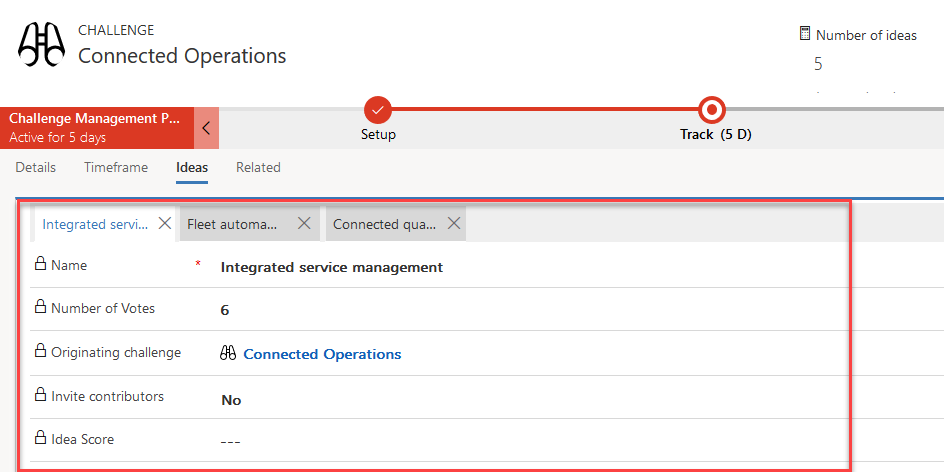 CHALLENGE
Connected Operations
Number of ideas
5
Challenge Management P...
Active for 5 days
Setup
Track (5 D)
Details Timeframe Ideas Related
Integrated servi... Fleet automa... Connected qua...
Name * Integrated service management
Number of Votes 6
Originating challenge Connected Operations
Invite contributors No
Idea Score ---